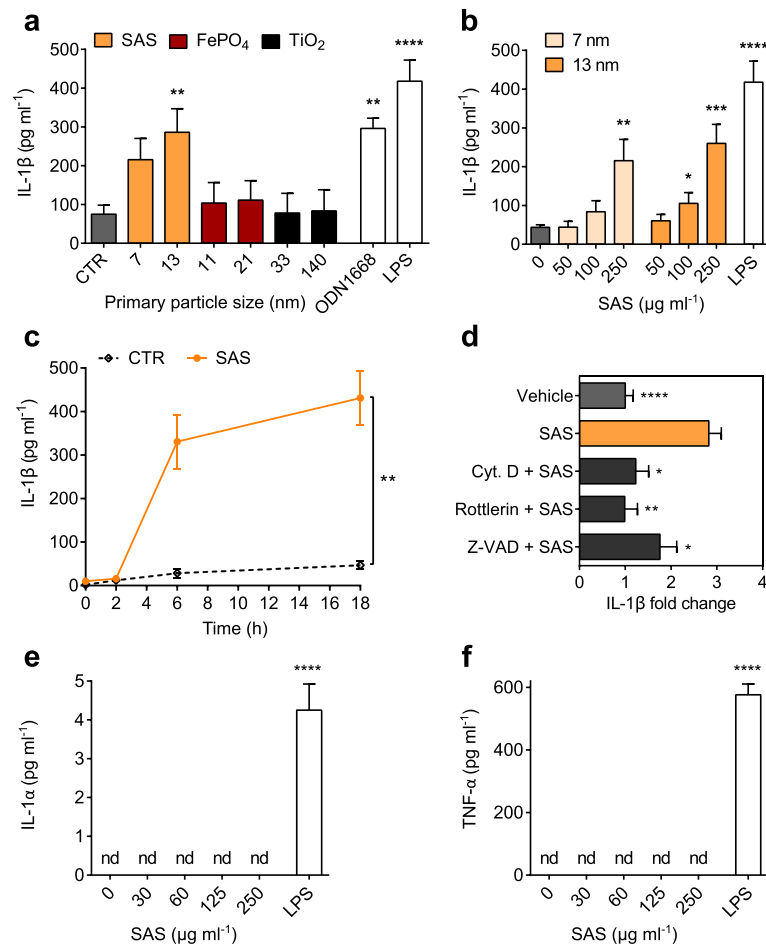 a
SAS FePO4 TiO2
IL-1β (pg ml-1)
500
400
300
200
100
0
** ** ****
CTR 7 13 11 21 33 140 ODN1668 LPS
Primary particle size (nm)
b
7 nm
13 nm
IL-1β (pg ml-1)
500
400
300
200
100
0
** * *** ****
0 50 100 250 50 100 250 LPS
SAS (µg ml-1)
c
CTR SAS
IL-1β (pg ml-1)
500
400
300
200
100
0
**
0 2 4 6 8 10 12 14 16 18
Time (h)
d
Vehicle ****
SAS
Cyt. D + SAS *
Rottlerin + SAS **
Z-VAD + SAS *
0 1 2 3 4
IL-1β fold change
e
IL-1α (pg ml-1)
5
4
3
2
1
0
nd nd nd nd nd ****
0 30 60 125 250 LPS
SAS (µg ml-1)
f
TNF-α (pg ml-1)
600
400
200
0
nd nd nd nd nd ****
0 30 60 125 250 LPS
SAS (µg ml-1)